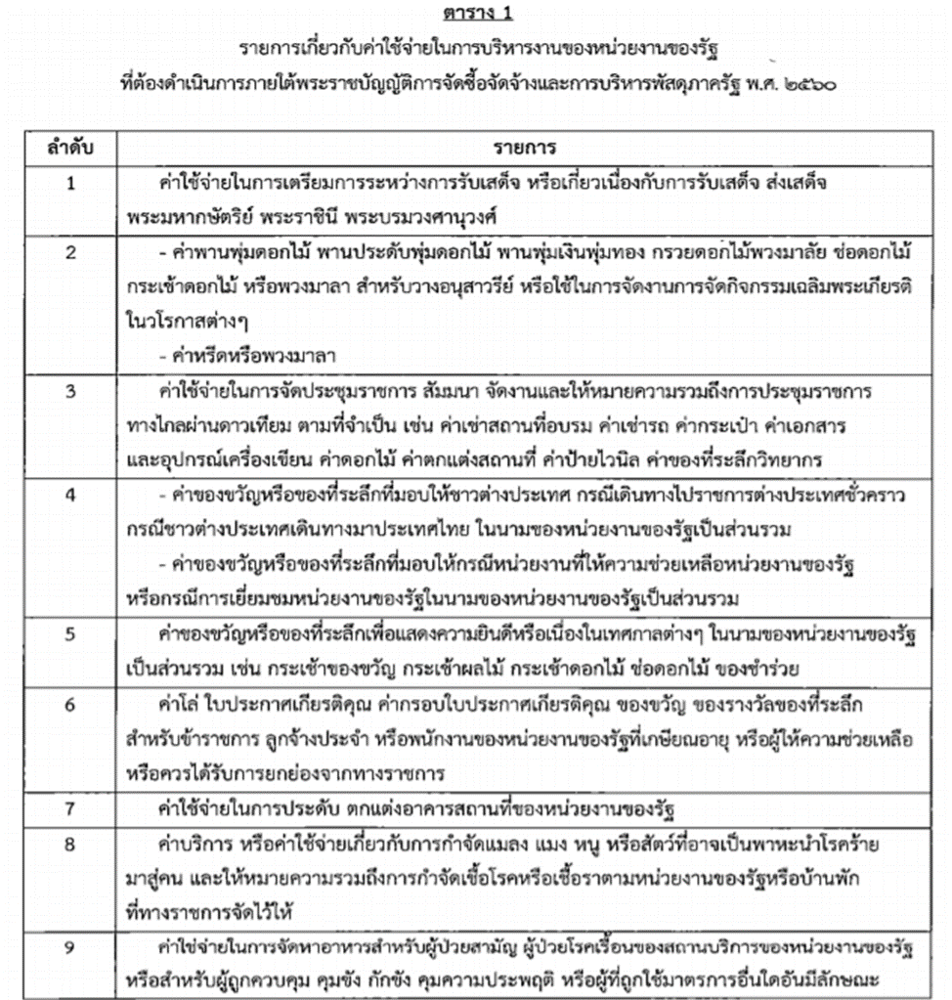 ตาราง 1
รายการเกี่ยวกับค่าใช้จ่ายในการบริหารงานของหน่วยงานของรัฐ
ที่ต้องดำเนินการภายใต้พระราชบัญญัติการจัดซื้อจัดจ้างและการบริหารพัสดุภาครัฐ พ.ศ. ๒๕๖๐
ลำดับ รายการ
1 ค่าใช้จ่ายในการเตรียมการระหว่างการรับเสด็จ หรือเกี่ยวเนื่องกับการรับเสด็จ ส่งเสด็จ
พระมหากษัตริย์ พระราชินี พระบรมวงศานุวงศ์
2 - ค่าพานพุ่มดอกไม้ พานประดับพุ่มดอกไม้ พานพุ่มเงินพุ่มทอง กรวยดอกไม้พวงมาลัย ช่อดอกไม้
กระเช้าดอกไม้ หรือพวงมาลา สำหรับวางอนุสาวรีย์ หรือใช้ในการจัดงานการจัดกิจกรรมเฉลิมพระเกียรติ
ในวโรกาสต่างๆ
- ค่าหรีดหรือพวงมาลา
3 ค่าใช้จ่ายในการจัดประชุมราชการ สัมมนา จัดงานและให้หมายความรวมถึงการประชุมราชการ
ทางไกลผ่านดาวเทียม ตามที่จำเป็น เช่น ค่าเช่าสถานที่อบรม ค่าเช่ารถ ค่ากระเป๋า ค่าเอกสาร
และอุปกรณ์เครื่องเขียน ค่าดอกไม้ ค่าตกแต่งสถานที่ ค่าป้ายไวนิล ค่าของที่ระลึกวิทยากร
4 - ค่าของขวัญหรือของที่ระลึกที่มอบให้ชาวต่างประเทศ กรณีเดินทางไปราชการต่างประเทศชั่วคราว
กรณีชาวต่างประเทศเดินทางมาประเทศไทย ในนามของหน่วยงานของรัฐเป็นส่วนรวม
- ค่าของขวัญหรือของที่ระลึกที่มอบให้กรณีหน่วยงานที่ให้ความช่วยเหลือหน่วยงานของรัฐ
หรือกรณีการเยี่ยมชมหน่วยงานของรัฐในนามของหน่วยงานของรัฐเป็นส่วนรวม
5 ค่าของขวัญหรือของที่ระลึกเพื่อแสดงความยินดีหรือเนื่องในเทศกาลต่างๆ ในนามของหน่วยงานของรัฐ
เป็นส่วนรวม เช่น กระเช้าของขวัญ กระเช้าผลไม้ กระเช้าดอกไม้ ช่อดอกไม้ ของชำร่วย
6 ค่าโล่ ใบประกาศเกียรติคุณ ค่ากรอบใบประกาศเกียรติคุณ ของขวัญ ของรางวัลของที่ระลึก
สำหรับข้าราชการ ลูกจ้างประจำ หรือพนักงานของหน่วยงานของรัฐที่เกษียณอายุ หรือผู้ให้ความช่วยเหลือ
หรือควรได้รับการยกย่องจากทางราชการ
7 ค่าใช้จ่ายในการประดับ ตกแต่งอาคารสถานที่ของหน่วยงานของรัฐ
8 ค่าบริการ หรือค่าใช้จ่ายเกี่ยวกับการกำจัดแมลง แมง หนู หรือสัตว์ที่อาจเป็นพาหะนำโรคร้าย
มาสู่คน และให้หมายความรวมถึงการกำจัดเชื้อโรคหรือเชื้อราตามหน่วยงานของรัฐหรือบ้านพัก
ที่ทางราชการจัดไว้ให้
9 ค่าใช่จ่ายในการจัดหาอาหารสำหรับผู้ป่วยสามัญ ผู้ป่วยโรคเรื้อนของสถานบริการของหน่วยงานของรัฐ
หรือสำหรับผู้ถูกควบคุม คุมขัง กักขัง คุมความประพฤติ หรือผู้ที่ถูกใช้มาตรการอื่นใดอันมีลักษณะ